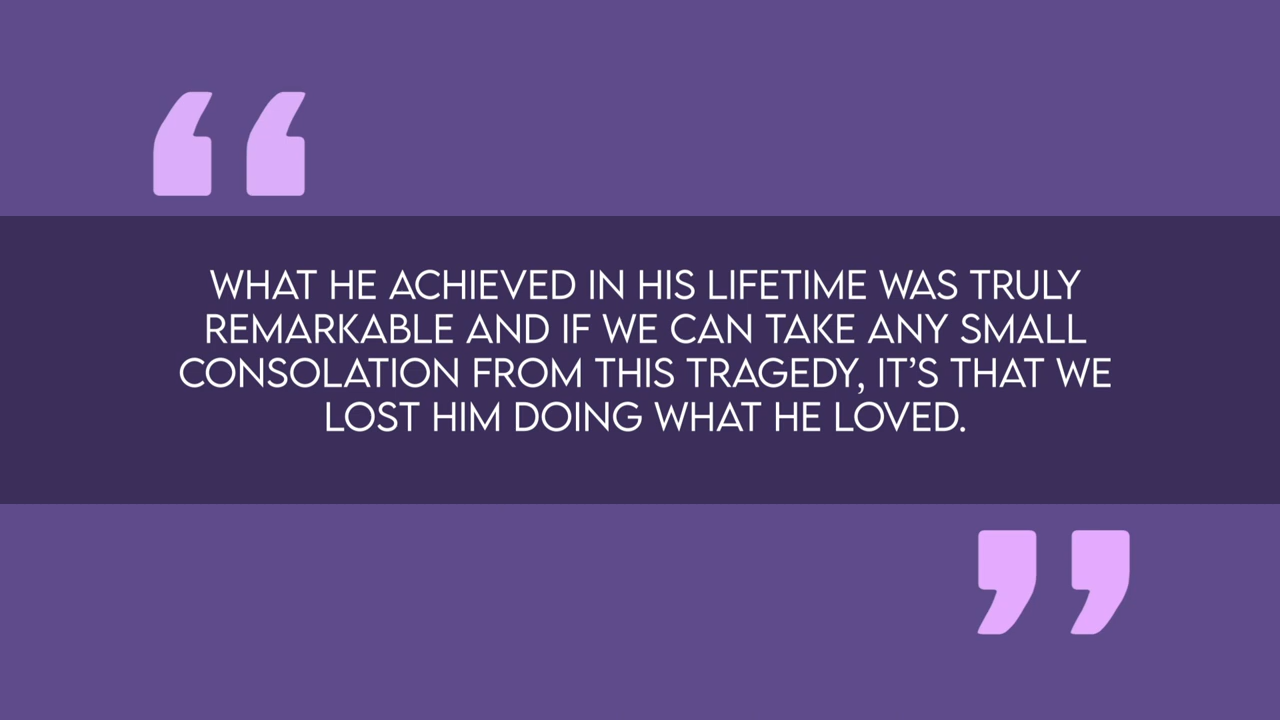 “
WHAT HE ACHIEVED IN HIS LIFETIME WAS TRULY
REMARKABLE AND IF WE CAN TAKE ANY SMALL
CONSOLATION FROM THIS TRAGEDY, IT’S THAT WE
LOST HIM DOING WHAT HE LOVED.
”